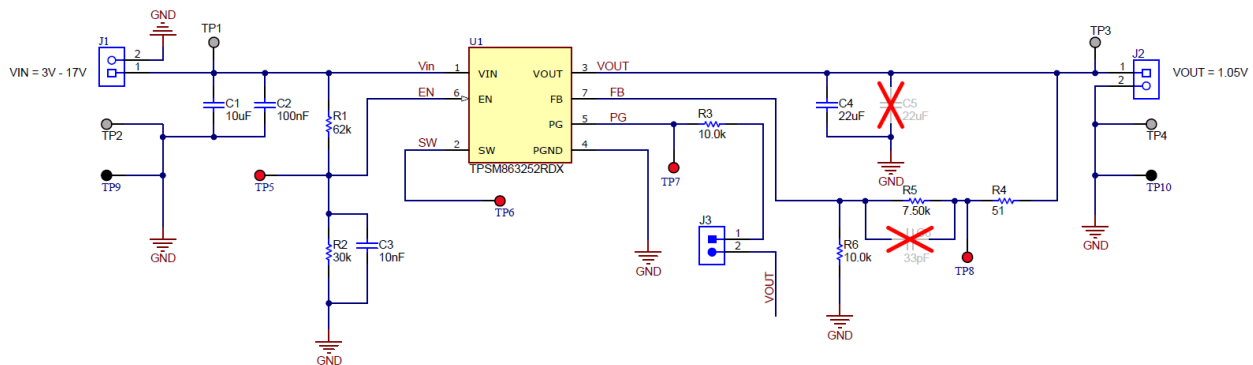 GND
J1
2
1
VIN = 3V - 17V
TP1
C1
10uF
C2
100nF
TP2
TP9
GND
R1
62k
TP5
R2
30k
C3
10nF
GND
Vin
EN
SW
1
6
2
U1
VIN
EN
SW
VOUT
FB
PG
PGND
TPSM863252RDX
3
7
5
4
VOUT
FB
PG
TP6
GND
R3
10.0k
TP7
J3
1
2
VOUT
C4
22uF
C5
22uF
GND
R5
7.50k
R4
51
33pF
TP8
R6
10.0k
GND
TP3
J2
1
2
VOUT = 1.05V
TP4
TP10
GND